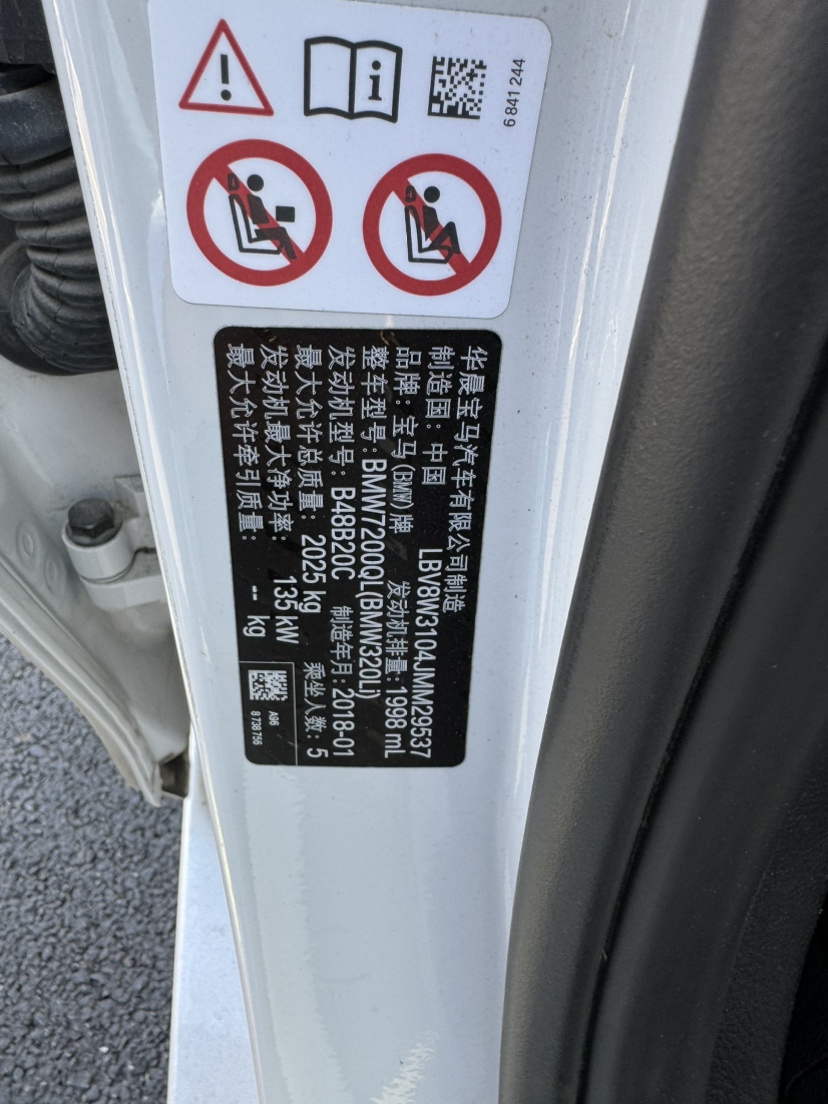 6 841 244
华晨宝马汽车有限公司制造
制造国：中国 LBV8W3104JMM29537
品牌：宝马(BMW)牌 发动机排量：1998 mL
整车型号：BMW7200QL(BMW320Li)
发动机型号：B48B20C 制造年月：2018-01
最大允许总质量：2025 kg 乘坐人数：5
发动机最大净功率：135 kW
最大允许牵引质量：-- kg
A96
8 738 756